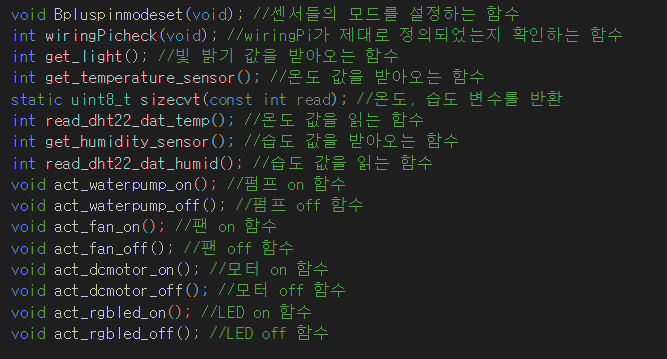 void Bpluspinmodeset(void); //센서들의 모드를 설정하는 함수
int wiringPicheck(void); //wiringPi가 제대로 정의되었는지 확인하는 함수
int get_light(); //빛 밝기 값을 받아오는 함수
int get_temperature_sensor(); //온도 값을 받아오는 함수
static uint8_t sizecvt(const int read); //온도, 습도 변수를 반환
int read_dht22_dat_temp(); //온도 값을 읽는 함수
int get_humidity_sensor(); //습도 값을 받아오는 함수
int read_dht22_dat_humid(); //습도 값을 읽는 함수
void act_waterpump_on(); //펌프 on 함수
void act_waterpump_off(); //펌프 off 함수
void act_fan_on(); //팬 on 함수
void act_fan_off(); //팬 off 함수
void act_dcmotor_on(); //모터 on 함수
void act_dcmotor_off(); //모터 off 함수
void act_rgbled_on(); //LED on 함수
void act_rgbled_off(); //LED off 함수